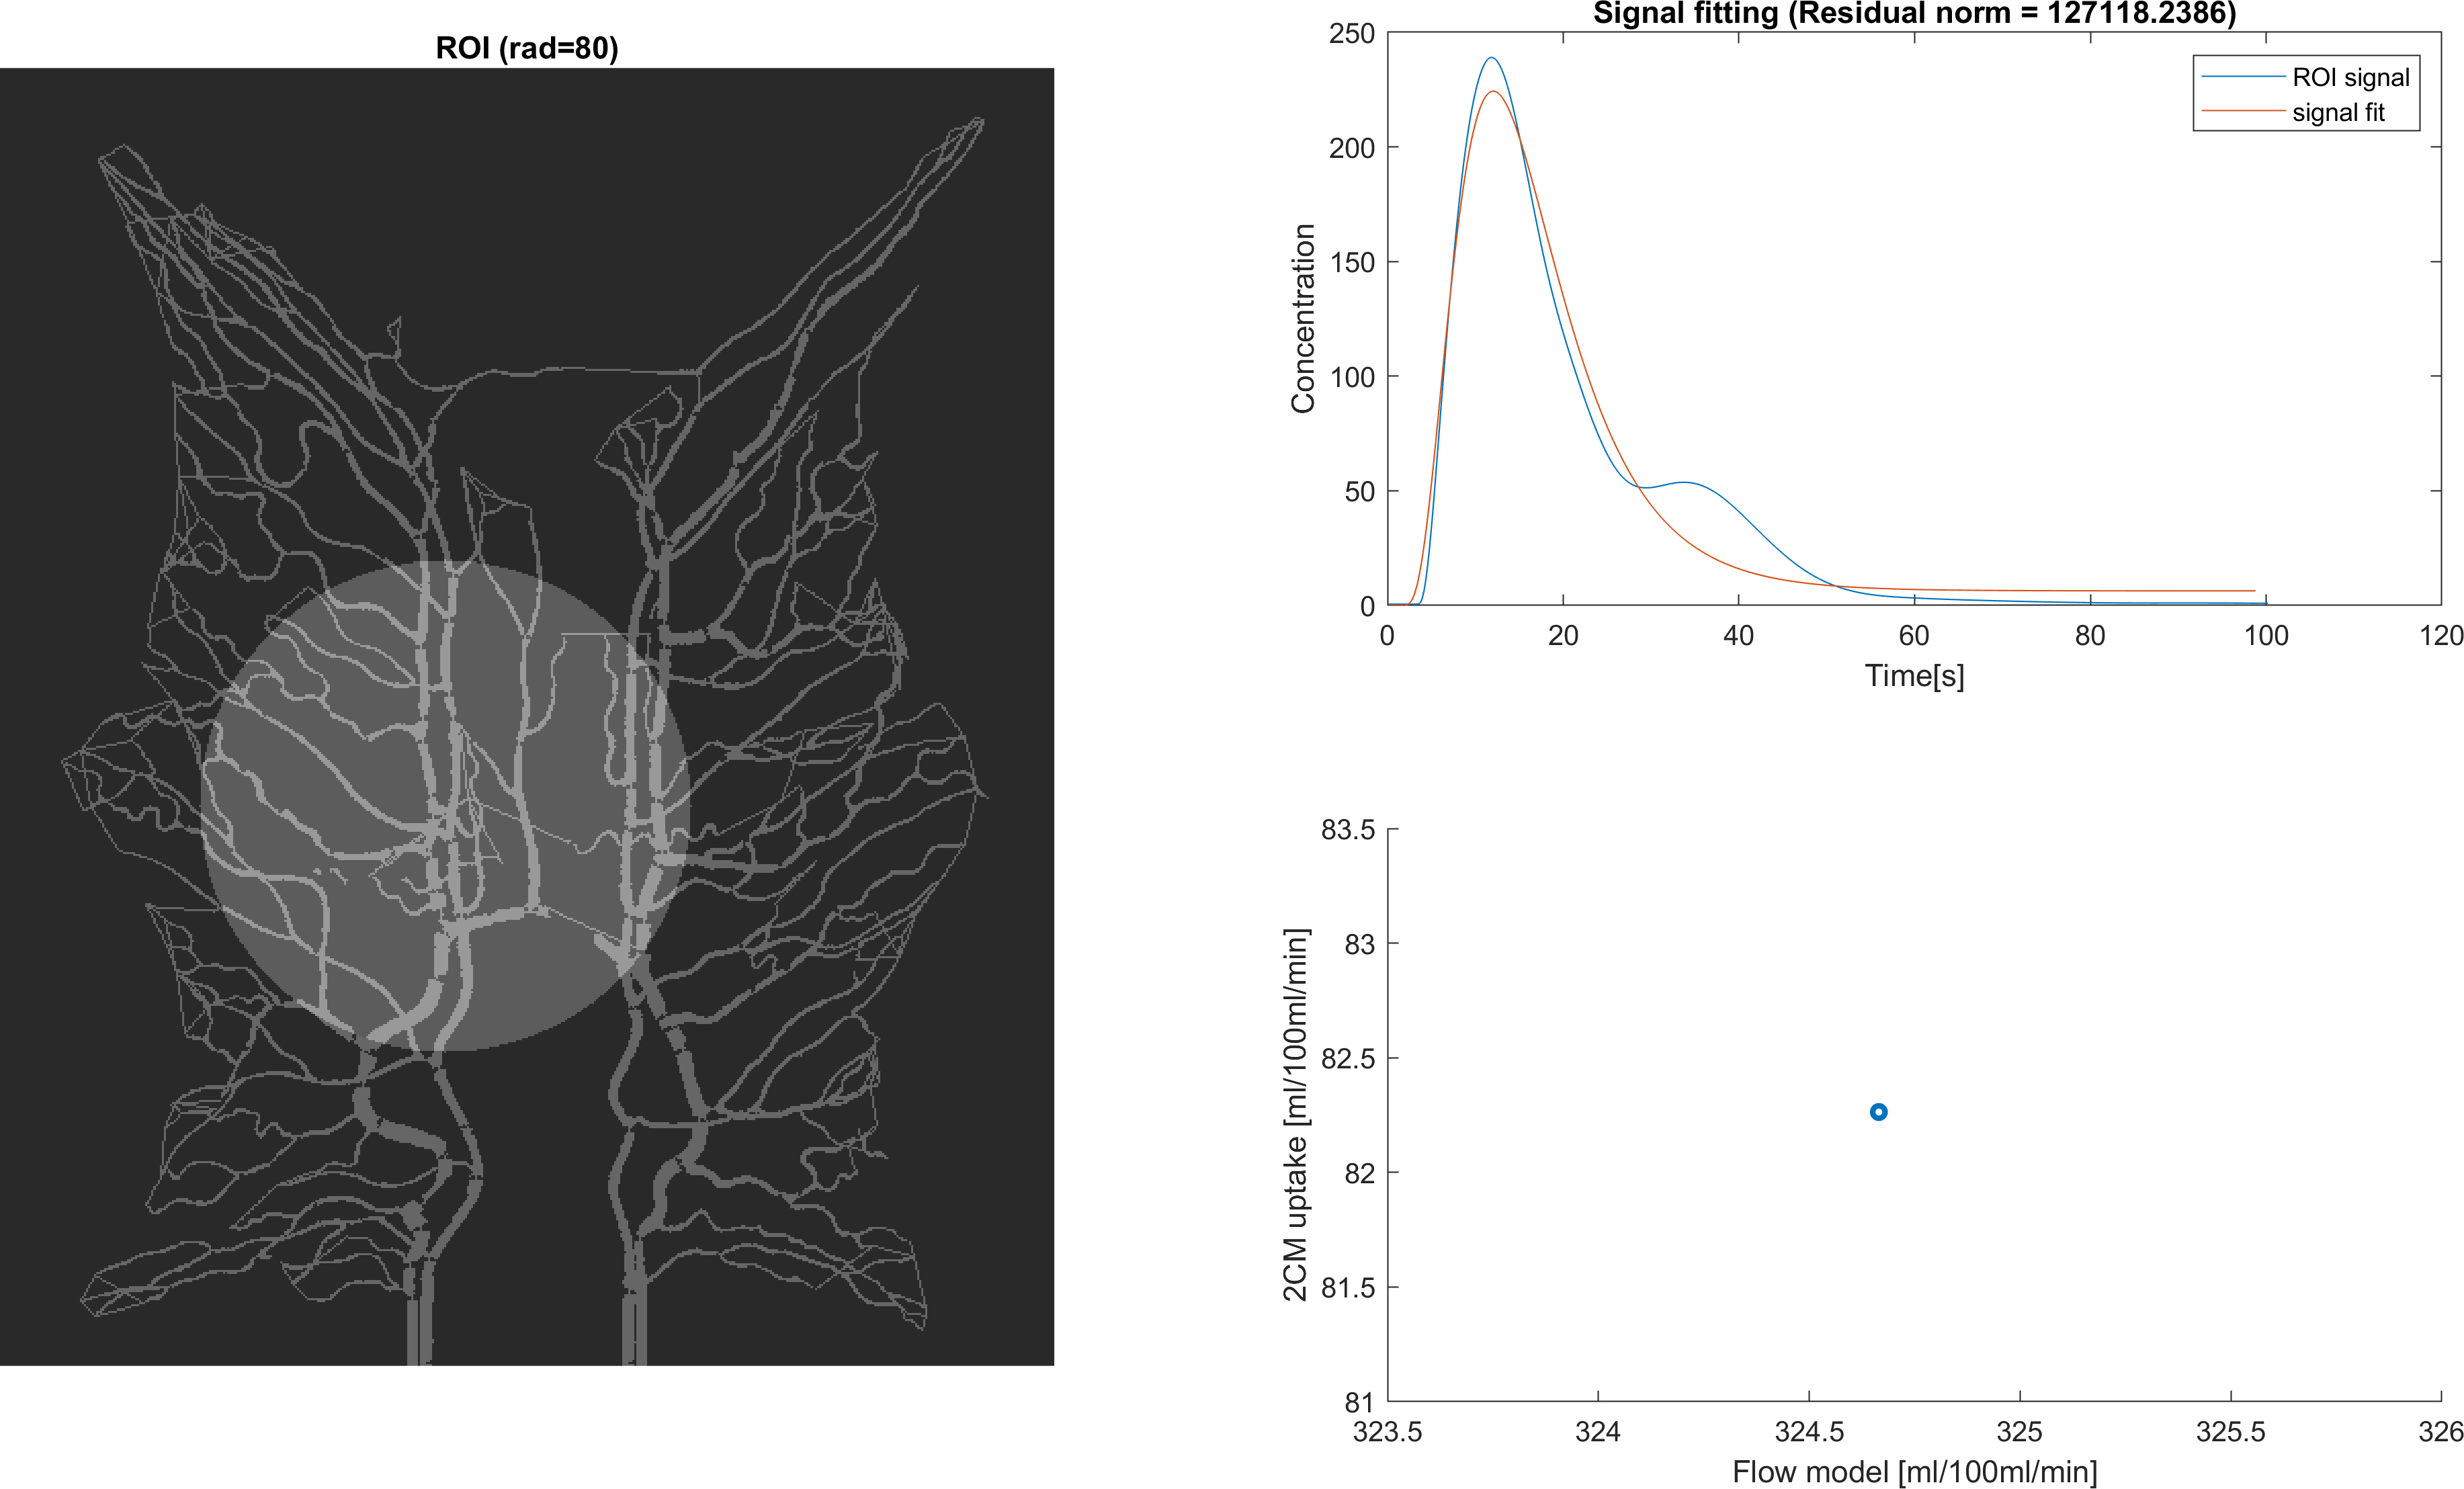 ROI (rad=80)
Signal fitting (Residual norm = 127118.2386)
250
200
150
100
50
0
Concentration
ROI signal
signal fit
0 20 40 60 80 100 120
Time[s]
83.5
83
82.5
82
81.5
81
2CM uptake [ml/100ml/min]
323.5 324 324.5 325 325.5 326
Flow model [ml/100ml/min]